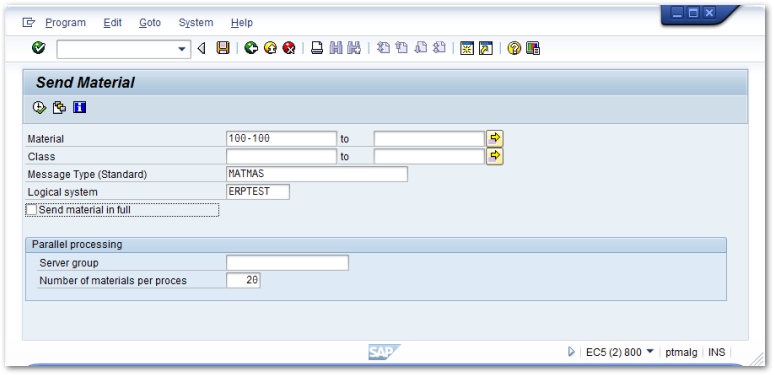 Program Edit Goto System Help
Send Material
Material 100-100 to
Class to
Message Type (Standard) MATMAS
Logical system ERPTEST
Send material in full
Parallel processing
Server group
Number of materials per proces 20
SAP EC5 (2) 800 ptmalg INS